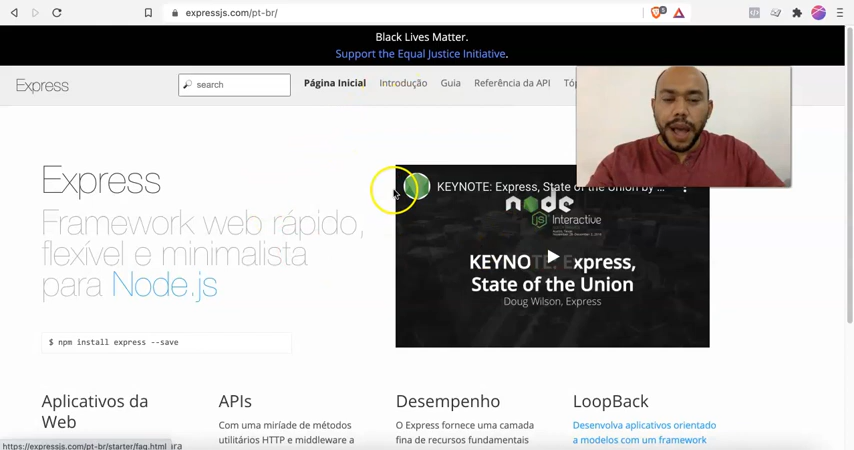 expressjs.com/pt-br/
5
Black Lives Matter.
Support the Equal Justice Initiative.
Express
search
Página Inicial
Introdução
Guia
Referência da API
Tóp
Express
Framework web rápido,
flexível e minimalista
para Node.js
$ npm install express --save
KEYNOTE: Express, State of the Union by ...
node
JS
Interactive
KEYNOTE: Express,
State of the Union
Doug Wilson, Express
Aplicativos da
Web
APIs
Com uma miríade de métodos
utilitários HTTP e middleware a
Desempenho
O Express fornece uma camada
fina de recursos fundamentais
LoopBack
Desenvolva aplicativos orientado
a modelos com um framework
https://expressjs.com/pt-br/starter/faq.html
ara